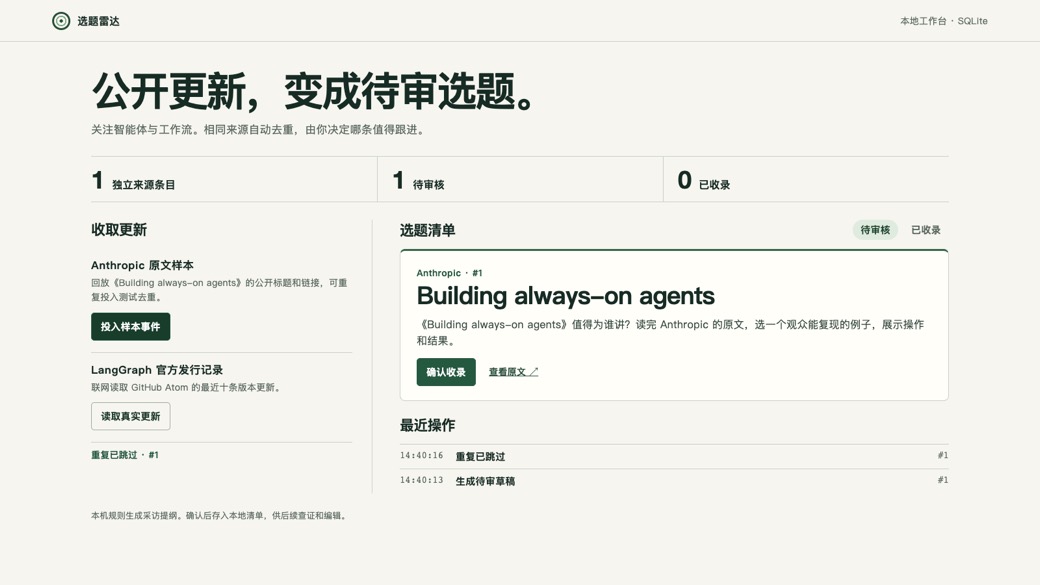 选题雷达
本地工作台 · SQLite
公开更新，变成待审选题。
关注智能体与工作流。相同来源自动去重，由你决定哪条值得跟进。
1 独立来源条目
1 待审核
0 已收录
收取更新
Anthropic 原文样本
回放《Building always-on agents》的公开标题和链接，可重
复投入测试去重。
投入样本事件
LangGraph 官方发行记录
联网读取 GitHub Atom 的最近十条版本更新。
读取真实更新
重复已跳过 · #1
选题清单
待审核
已收录
Anthropic · #1
Building always-on agents
《Building always-on agents》值得为谁讲？读完 Anthropic 的原文，选一个观众能复现的例子，展示操作
和结果。
确认收录
查看原文 ↗
最近操作
14:40:16 重复已跳过 #1
14:40:13 生成待审草稿 #1
本机规则生成采访提纲。确认后存入本地清单，供后续查证和编辑。